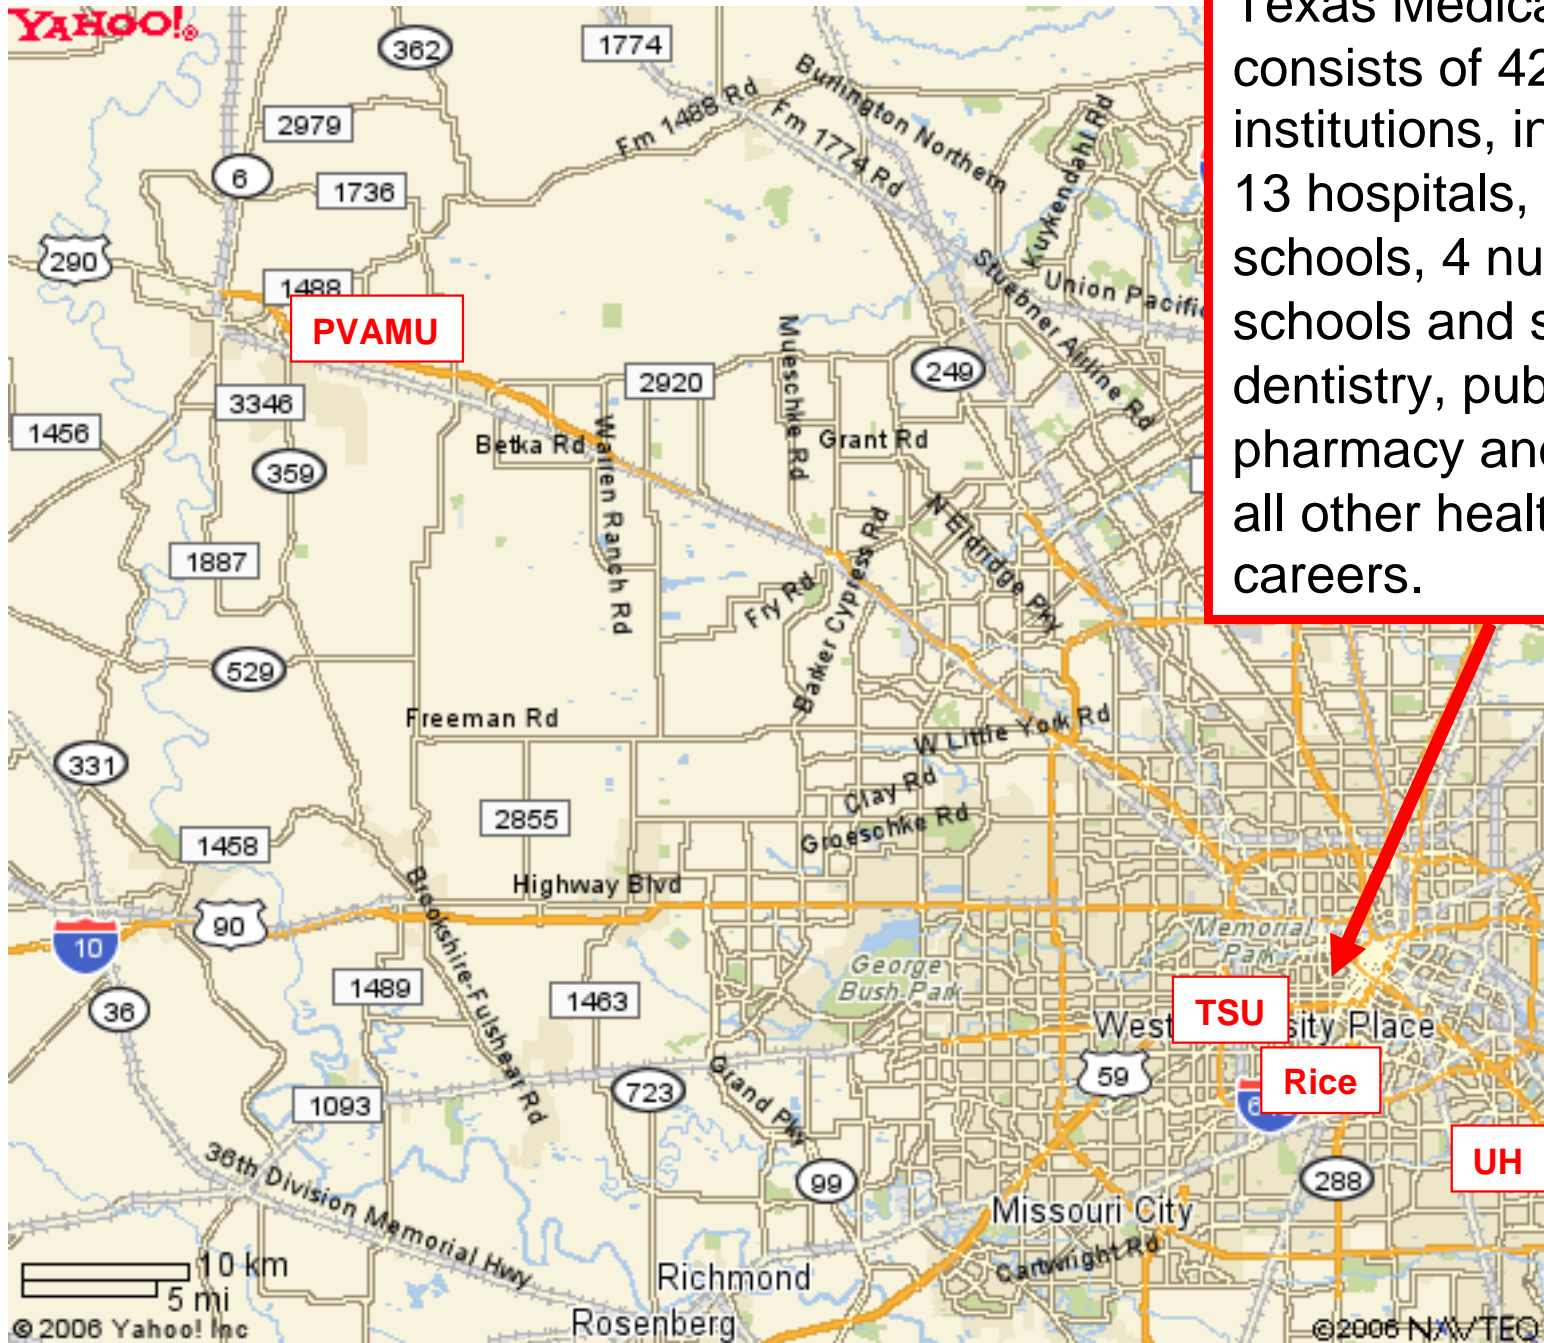 YAHOO!®
Texas Medica
consists of 42
institutions, in
13 hospitals,
schools, 4 nu
schools and s
dentistry, pub
pharmacy and
all other healt
careers.
362
1774
Burlington Northern
Fm 1488 Rd
Fm 1774 Rd
Kuykendahl Rd
2979
6
1736
290
1488
Stuebner Airline Rd
Union Pacific
PVAMU
Mueschke Rd
249
2920
3346
1456
Betka Rd
Warren Ranch Rd
Grant Rd
359
N Eldridge Pky
1887
Fry Rd
Barker Cypress Rd
529
Freeman Rd
W Little York Rd
331
2855
Clay Rd
Groeschke Rd
1458
Highway Blvd
Brookshire-Fulshear Rd
90
10
Memorial
Park
George
Bush Park
1489
1463
36
TSU
West
sity Place
59
Rice
6
723
Grand Pky
1093
UH
36th Division Memorial Hwy
99
288
Missouri City
Cartwright Rd
10 km
5 mi
Richmond
Rosenberg
© 2006 Yahoo! Inc
©2006 NAVTEQ